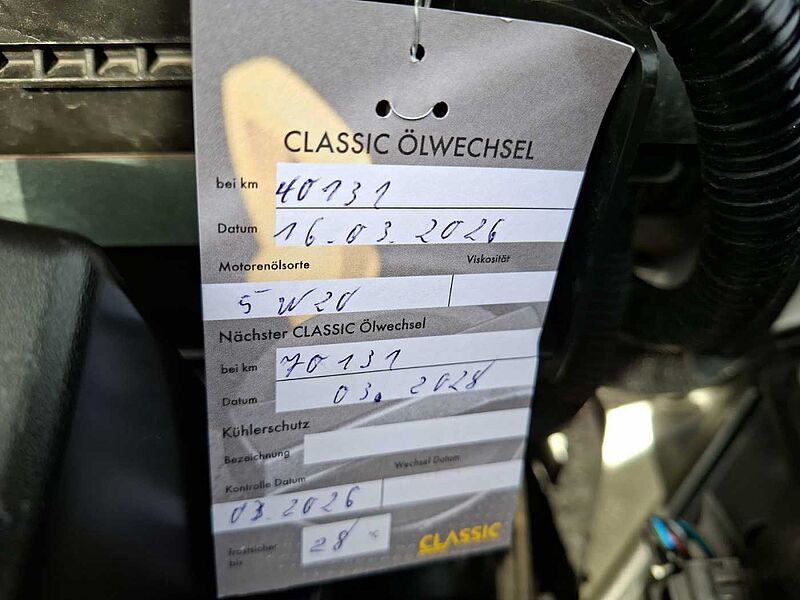 CLASSIC ÖLWECHSEL
bei km 40131
Datum 16.03.2026
Motorenölsorte Viskosität
5W20
Nächster CLASSIC Ölwechsel
bei km 70131
Datum 03. 2028
Kühlerschutz
Bezeichnung
Wechsel Datum
Kontrolle Datum
03.2026
frostsicher
bis 28 °C
CLASSIC